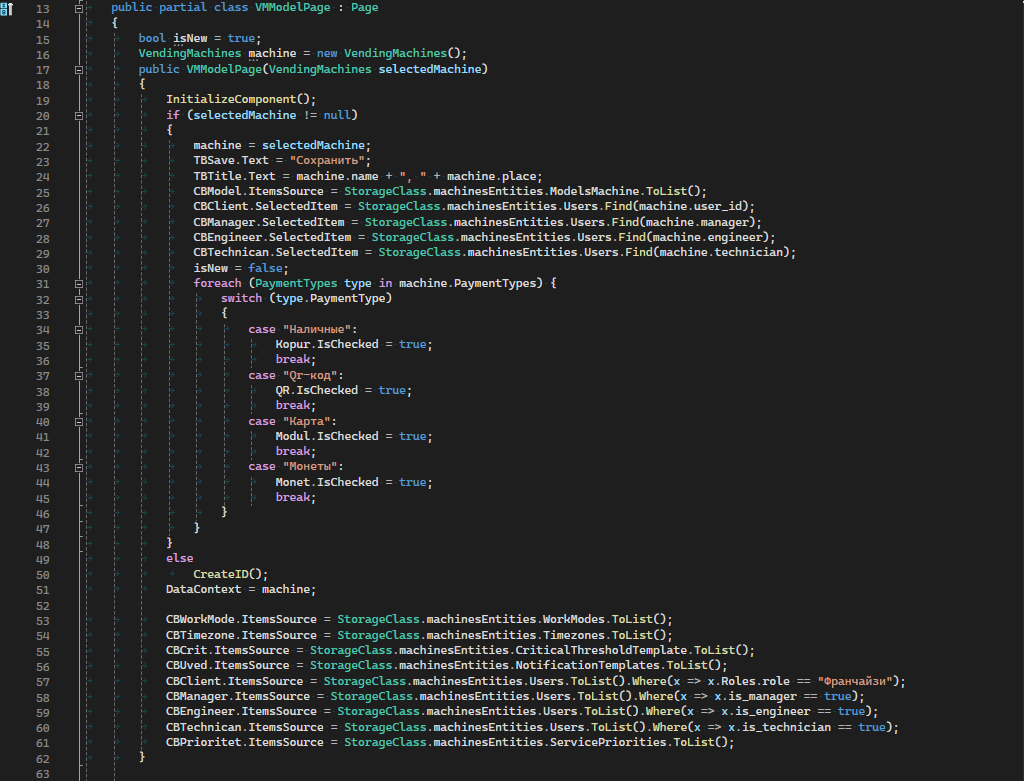 13 public partial class VMModelPage : Page
14 {
15 bool isNew = true;
16 VendingMachines machine = new VendingMachines();
17 public VMModelPage(VendingMachines selectedMachine)
18 {
19 InitializeComponent();
20 if (selectedMachine != null)
21 {
22 machine = selectedMachine;
23 TBSave.Text = "Сохранить";
24 TBTitle.Text = machine.name + ", " + machine.place;
25 CBModel.ItemsSource = StorageClass.machinesEntities.ModelsMachine.ToList();
26 CBClient.SelectedItem = StorageClass.machinesEntities.Users.Find(machine.user_id);
27 CBManager.SelectedItem = StorageClass.machinesEntities.Users.Find(machine.manager);
28 CBEngineer.SelectedItem = StorageClass.machinesEntities.Users.Find(machine.engineer);
29 CBTechnican.SelectedItem = StorageClass.machinesEntities.Users.Find(machine.technician);
30 isNew = false;
31 foreach (PaymentTypes type in machine.PaymentTypes) {
32 switch (type.PaymentType)
33 {
34 case "Наличные":
35 Kopur.IsChecked = true;
36 break;
37 case "Qr-код":
38 QR.IsChecked = true;
39 break;
40 case "Карта":
41 Modul.IsChecked = true;
42 break;
43 case "Монеты":
44 Monet.IsChecked = true;
45 break;
46 }
47 }
48 }
49 else
50 CreateID();
51 DataContext = machine;
52
53 CBWorkMode.ItemsSource = StorageClass.machinesEntities.WorkModes.ToList();
54 CBTimezone.ItemsSource = StorageClass.machinesEntities.Timezones.ToList();
55 CBCrit.ItemsSource = StorageClass.machinesEntities.CriticalThresholdTemplate.ToList();
56 CBUved.ItemsSource = StorageClass.machinesEntities.NotificationTemplates.ToList();
57 CBClient.ItemsSource = StorageClass.machinesEntities.Users.ToList().Where(x => x.Roles.role == "Франчайзи");
58 CBManager.ItemsSource = StorageClass.machinesEntities.Users.ToList().Where(x => x.is_manager == true);
59 CBEngineer.ItemsSource = StorageClass.machinesEntities.Users.ToList().Where(x => x.is_engineer == true);
60 CBTechnican.ItemsSource = StorageClass.machinesEntities.Users.ToList().Where(x => x.is_technician == true);
61 CBPrioritet.ItemsSource = StorageClass.machinesEntities.ServicePriorities.ToList();
62 }
63